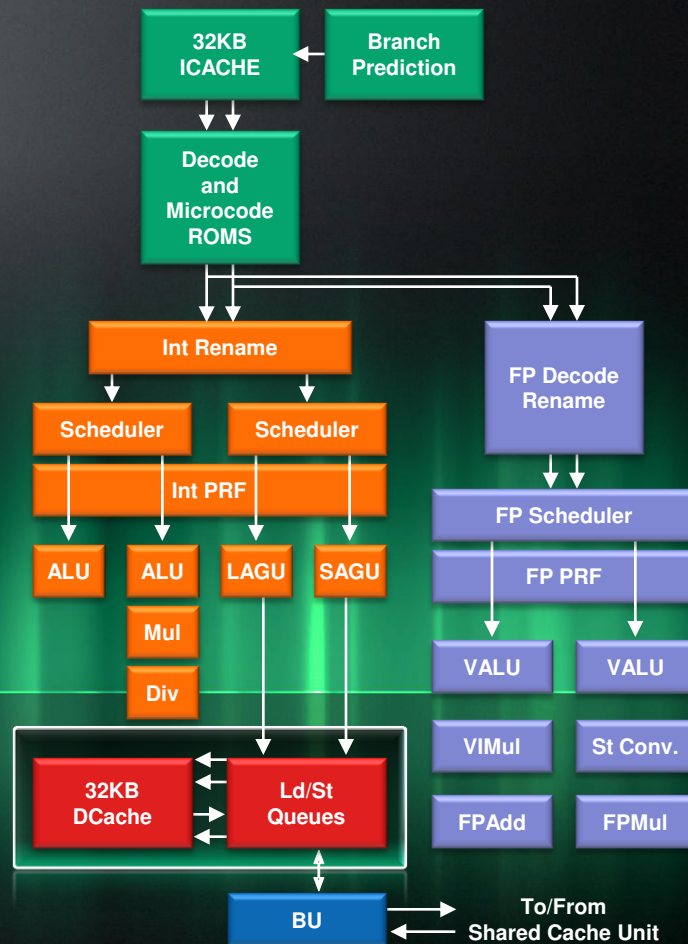 32KB
ICACHE
Branch
Prediction
Decode
and
Microcode
ROMS
Int Rename
FP Decode
Rename
Scheduler
Scheduler
Int PRF
FP Scheduler
FP PRF
ALU
ALU
LAGU
SAGU
Mul
Div
VALU
VALU
VIMul
St Conv.
FPAdd
FPMul
32KB
DCache
Ld/St
Queues
BU
To/From
Shared Cache Unit